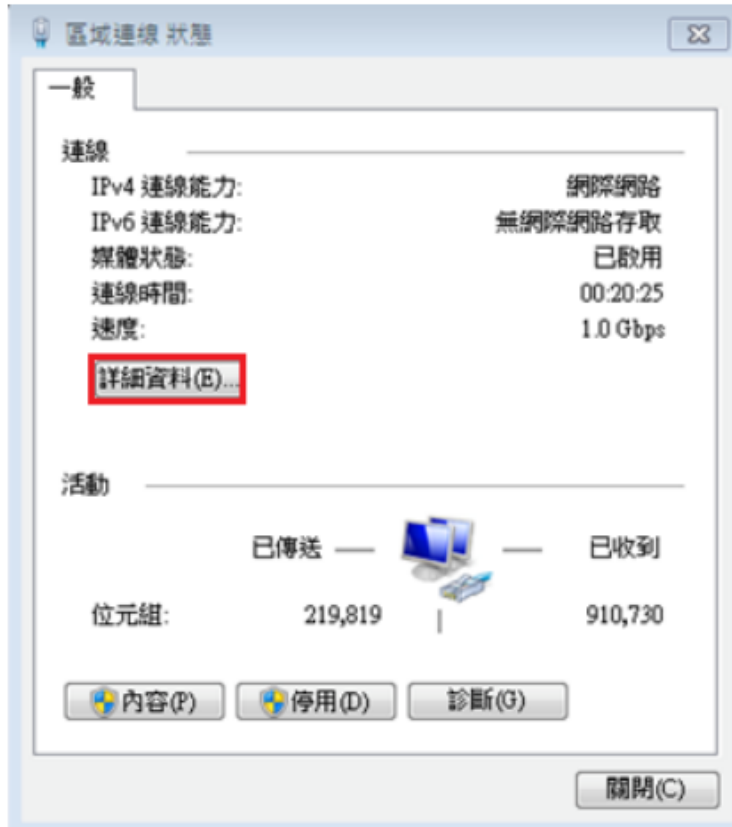 區域連線 狀態
一般
連線
IPv4 連線能力: 網際網路
IPv6 連線能力: 無網際網路存取
媒體狀態: 已啟用
連線時間: 00:20:25
速度: 1.0 Gbps
詳細資料(E)...
活動
已傳送 已收到
位元組: 219,819 910,730
內容(P) 停用(D) 診斷(G)
關閉(C)